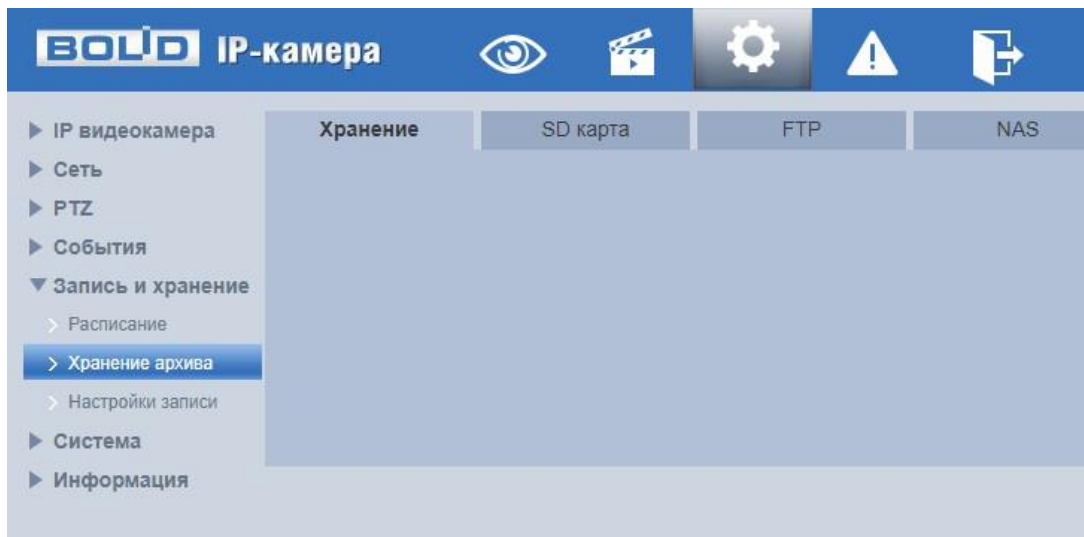 BOLID IP-камера
IP видеокамера
Сеть
PTZ
События
Запись и хранение
Расписание
Хранение архива
Настройки записи
Система
Информация
Хранение SD карта FTP NAS